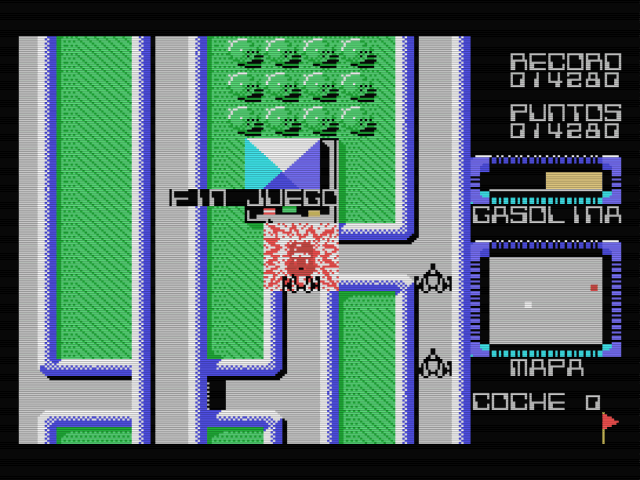 RECORD
014280
PUNTOS
014280
FIN JUEGO
GASOLINA
MAPA
COCHE 0